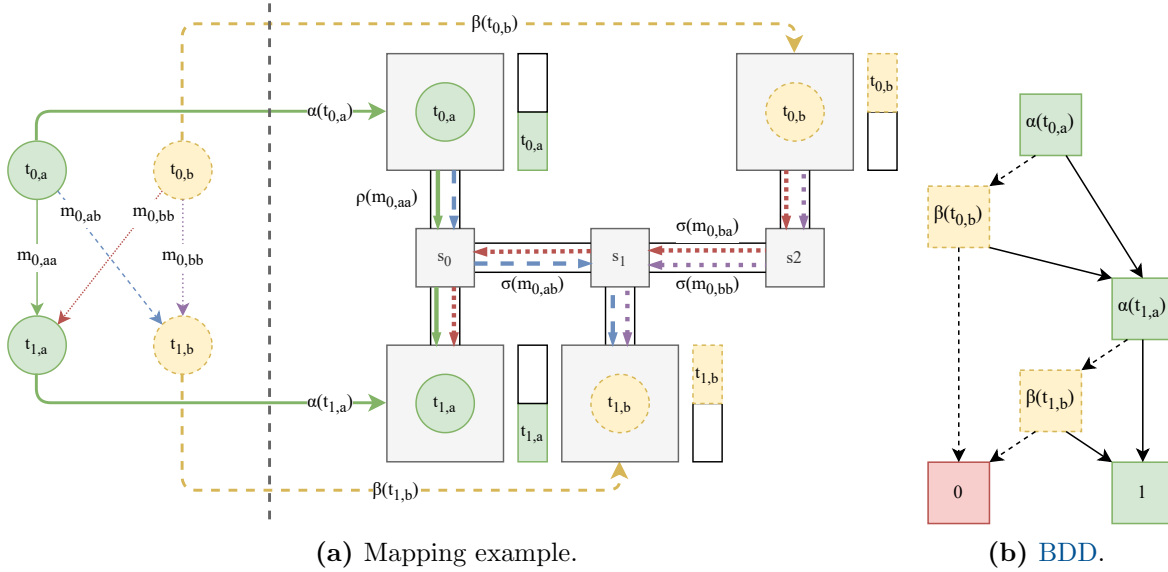 β(t0,b)
t0,b
α(t0,a)
t0,a
t0,a
t0,b
t0,a
t0,b
α(t0,a)
ρ(m0,aa)
β(t0,b)
m0,ab
m0,bb
σ(m0,ba)
m0,aa
m0,bb
s0
s1
s2
σ(m0,ab)
σ(m0,bb)
α(t1,a)
t1,a
t1,b
t1,b
α(t1,a)
t1,a
t1,b
β(t1,b)
t1,a
β(t1,b)
0
1
(a) Mapping example.
(b) BDD.